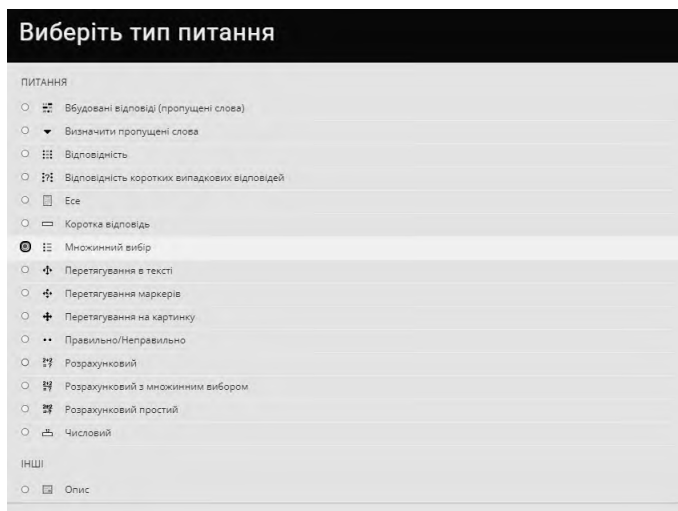 Виберіть тип питання
ПИТАННЯ
Вбудовані відповіді (пропущені слова)
Визначити пропущені слова
Відповідність
Відповідність коротких випадкових відповідей
Есе
Коротка відповідь
Множинний вибір
Перетягування в тексті
Перетягування маркерів
Перетягування на картинку
Правильно/Неправильно
Розрахунковий
Розрахунковий з множинним вибором
Розрахунковий простий
Числовий
ІНШІ
Опис